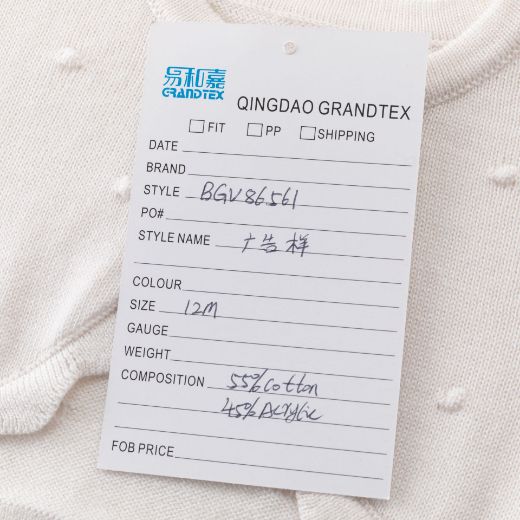 易和嘉
GRANDTEX
QINGDAO GRANDTEX
FIT PP SHIPPING
DATE
BRAND
STYLE BGV86561
PO#
STYLE NAME 广告样
COLOUR
SIZE 12M
GAUGE
WEIGHT
COMPOSITION 55% Cotton
45% Acrylic
FOB PRICE